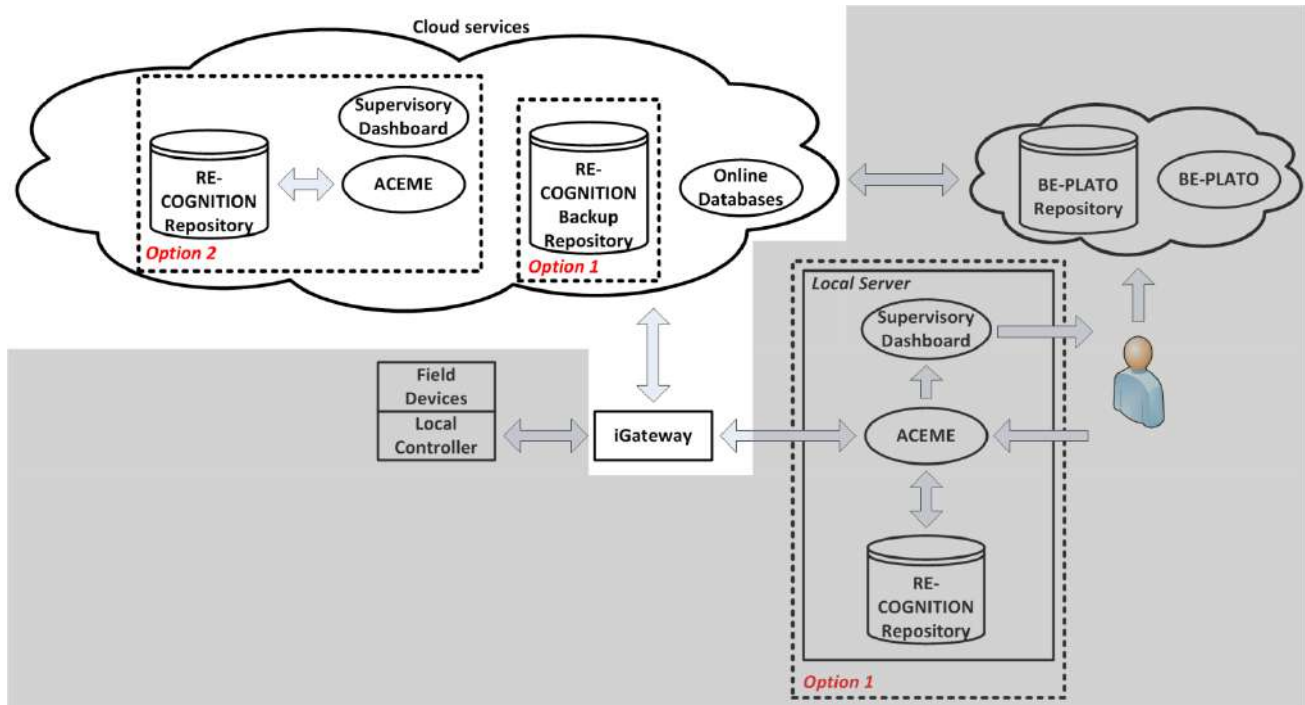 Cloud services
Supervisory
Dashboard
RE-
COGNITION
Repository
ACEME
Option 2
RE-
COGNITION
Backup
Repository
Option 1
Online
Databases
BE-PLATO
Repository
BE-PLATO
Local Server
Supervisory
Dashboard
Field
Devices
Local
Controller
iGateway
ACEME
RE-
COGNITION
Repository
Option 1